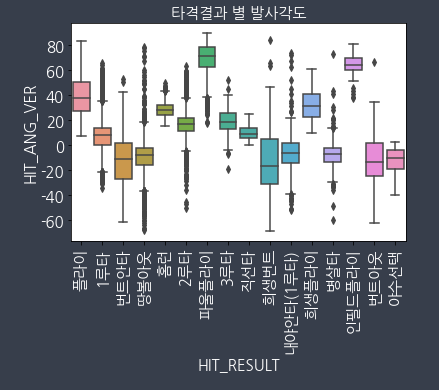 타격결과 별 발사각도
HIT_ANG_VER
80
60
40
20
0
-20
-40
-60
플라이
1루타
번트안타
땅볼아웃
홈런
2루타
파울플라이
3루타
직선타
희생번트
내야안타(1루타)
희생플라이
병살타
인필드플라이
번트아웃
야수선택
HIT_RESULT